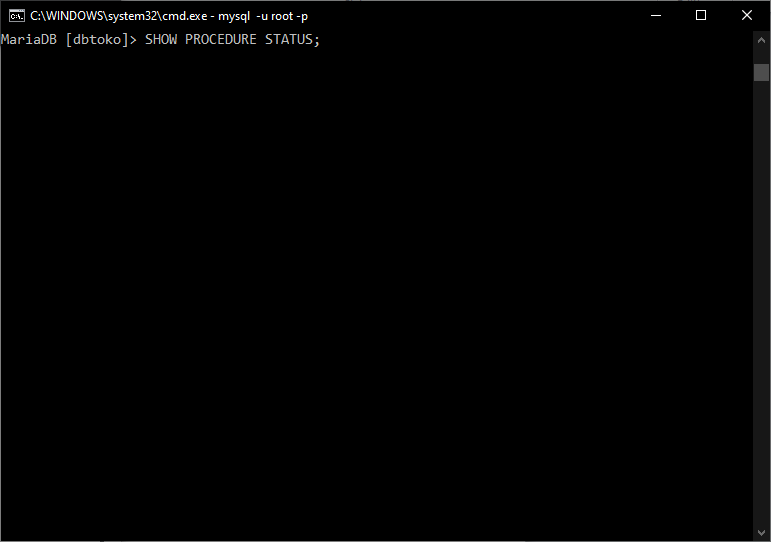 C:\WINDOWS\system32\cmd.exe - mysql  -u root -p
MariaDB [dbtoko]> SHOW PROCEDURE STATUS;